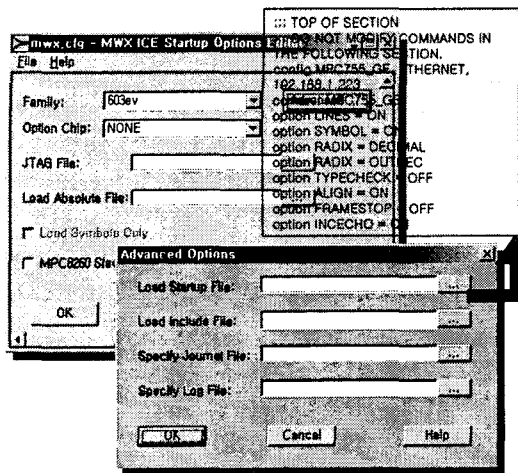 ;;; TOP OF SECTION
DO NOT MODIFY COMMANDS IN
THE FOLLOWING SECTION.
config MPC755_GE ETHERNET,
192.168.1.223
option LINES = ON
option SYMBOL = ON
option RADIX = DECIMAL
option RADIX = OUTDEC
option TYPECHECK = OFF
option ALIGN = ON
option FRAMESTOP = OFF
option INCECHO = ON
mwx.cfg - MWX ICE Startup Options Editor
File Help
Family: 603ev
Option Chip: NONE
JTAG File:
Load Absolute File:
Load Symbols Only
MPC8260
OK
Advanced Options
Load Startup File: ...
Load Include File: ...
Specify Journal File: ...
Specify Log File: ...
OK Cancel Help